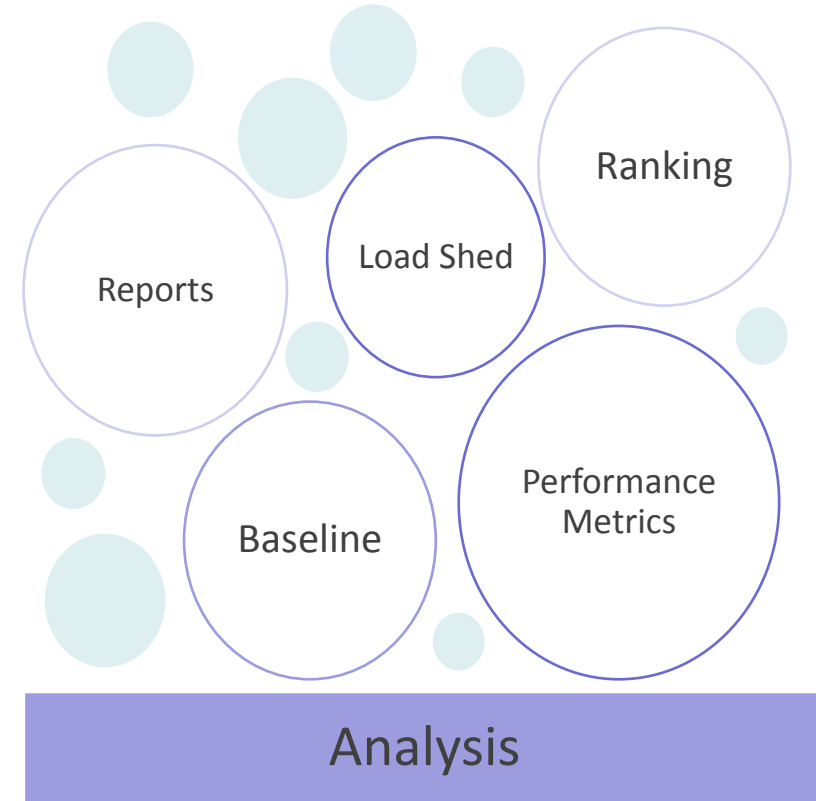 Ranking
Load Shed
Reports
Performance
Metrics
Baseline
Analysis